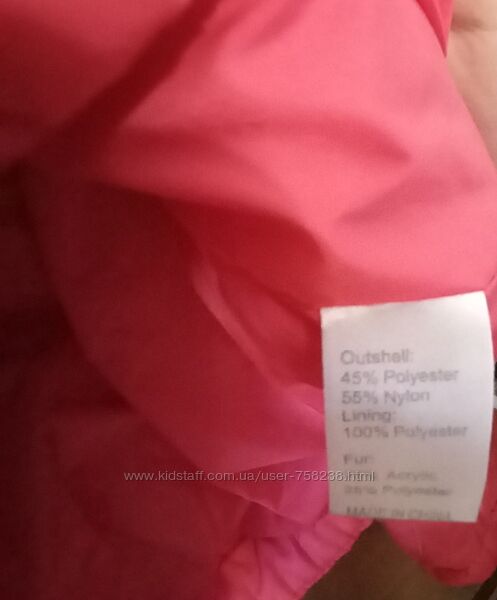 Outshell:
45% Polyester
55% Nylon
Lining:
100% Polyester
Fur:
Acrylic
Polyester
MADE IN CHINA
www.kidstaff.com.ua/user-758238.html